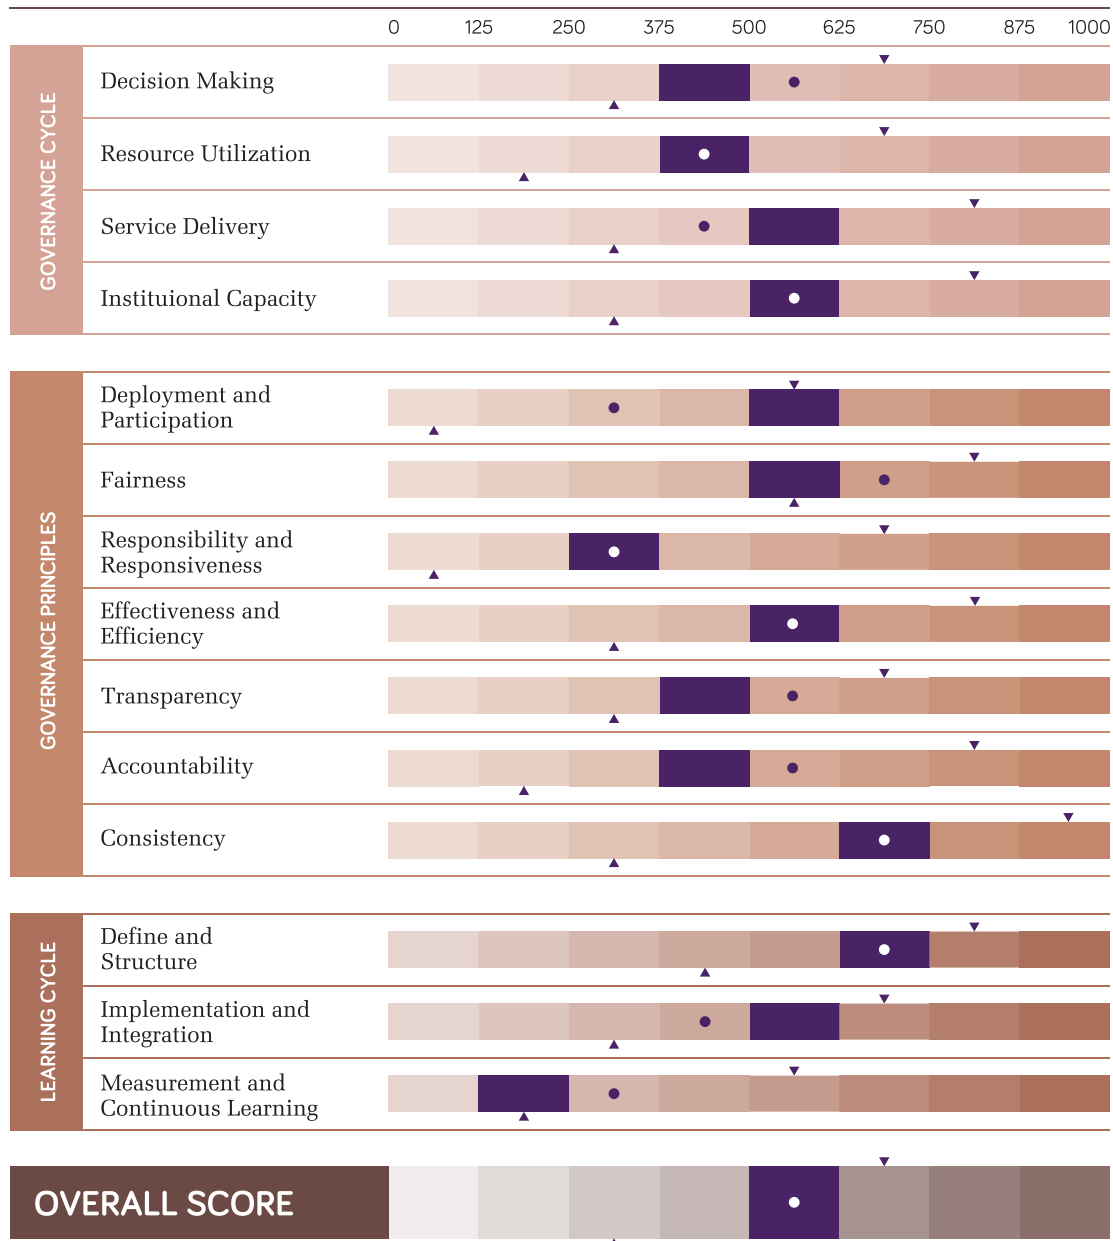 0 125 250 375 500 625 750 875 1000
GOVERNANCE CYCLE
Decision Making
Resource Utilization
Service Delivery
Instituional Capacity
GOVERNANCE PRINCIPLES
Deployment and
Participation
Fairness
Responsibility and
Responsiveness
Effectiveness and
Efficiency
Transparency
Accountability
Consistency
LEARNING CYCLE
Define and
Structure
Implementation and
Integration
Measurement and
Continuous Learning
OVERALL SCORE